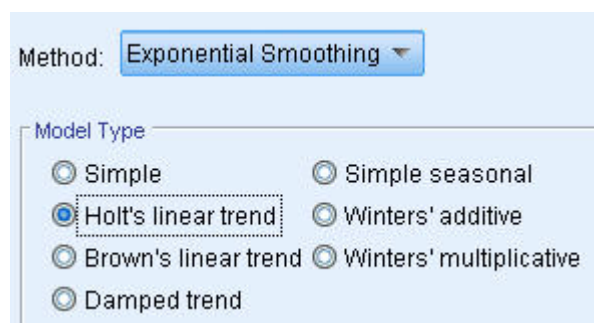 Method: Exponential Smoothing
Model Type
Simple
Simple seasonal
Holt's linear trend
Winters' additive
Brown's linear trend
Winters' multiplicative
Damped trend